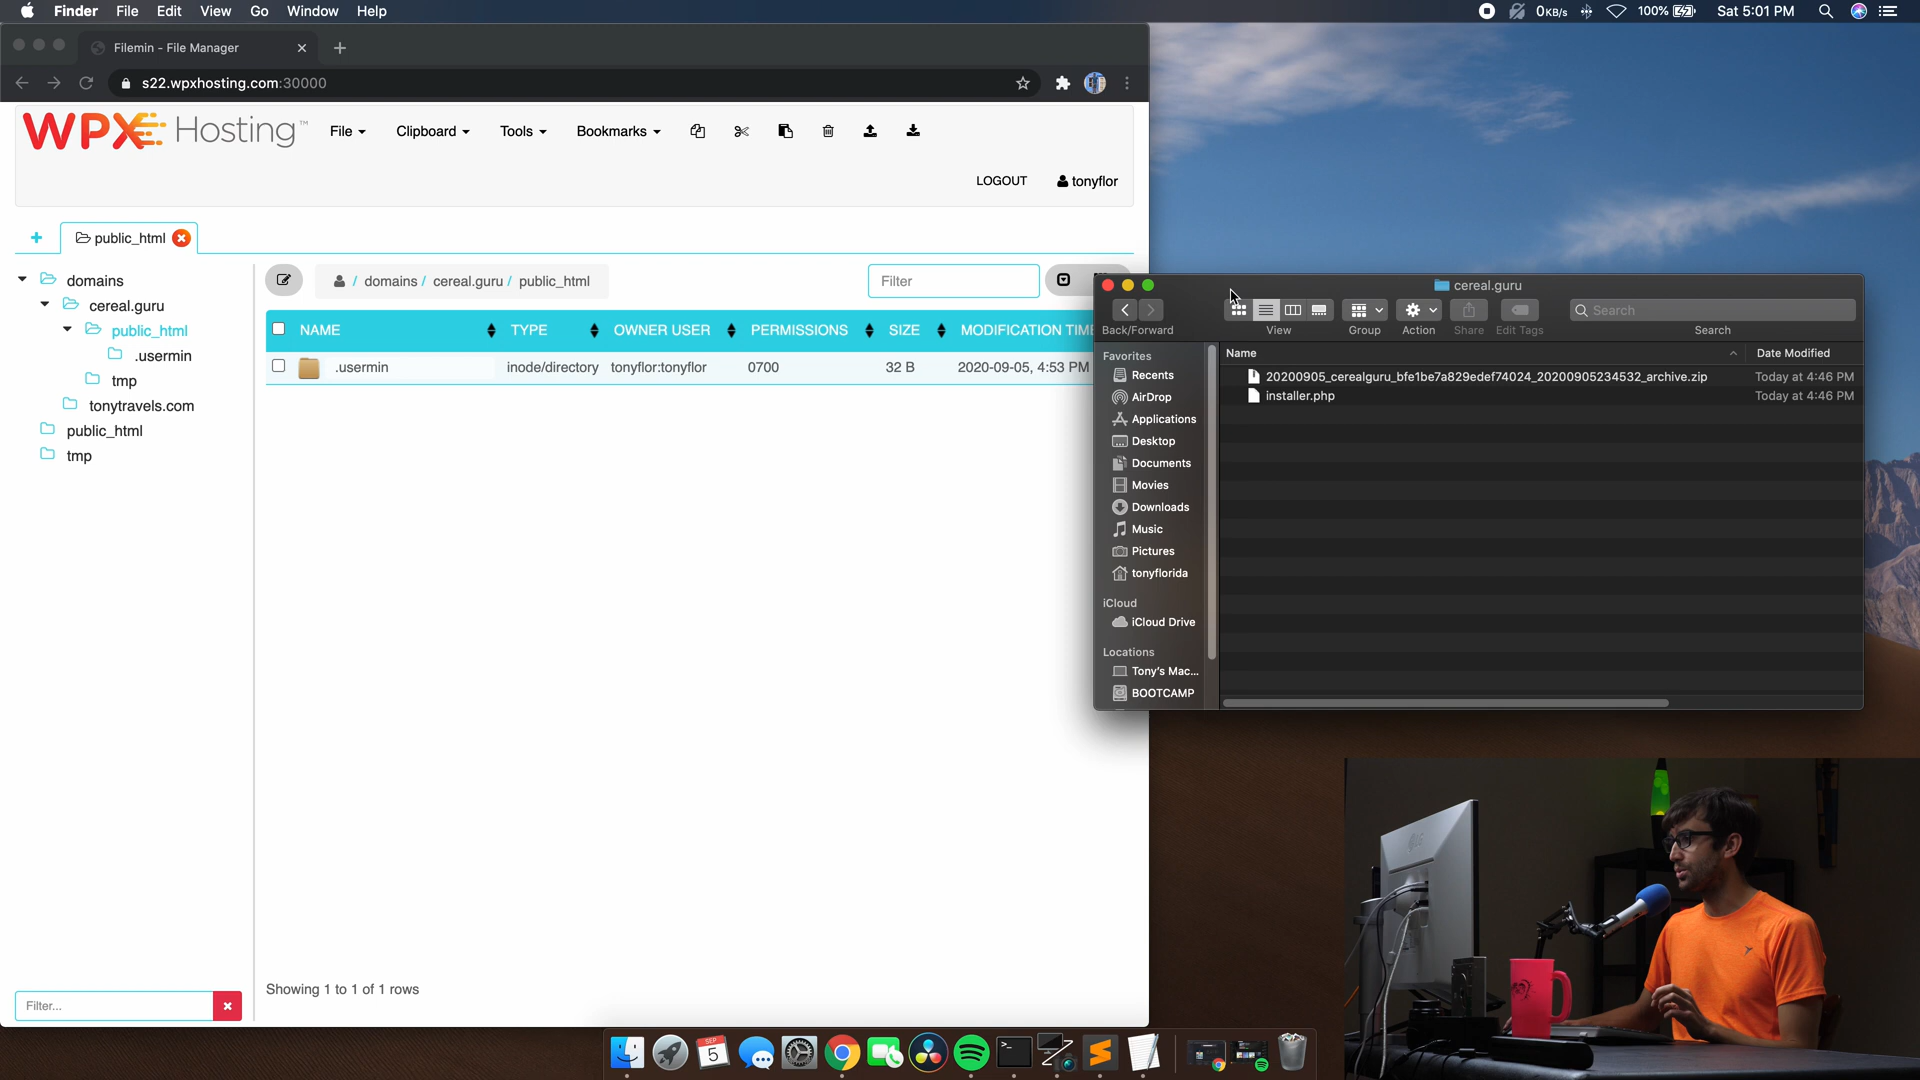 Finder File Edit View Go Window Help
0KB/s 100% Sat 5:01 PM
Filemin - File Manager
s22.wpxhosting.com:30000
WPX Hosting™ File Clipboard Tools Bookmarks
LOGOUT tonyflor
public_html
domains
cereal.guru
public_html
.usermin
tmp
tonytravels.com
public_html
tmp
/ domains / cereal.guru / public_html
Filter
NAME TYPE OWNER USER PERMISSIONS SIZE MODIFICATION TIME
.usermin inode/directory tonyflor:tonyflor 0700 32 B 2020-09-05, 4:53 PM
Showing 1 to 1 of 1 rows
Filter...
cereal.guru
Search
Back/Forward View Group Action Share Edit Tags Search
Favorites
Recents
AirDrop
Applications
Desktop
Documents
Movies
Downloads
Music
Pictures
tonyflorida
iCloud
iCloud Drive
Locations
Tony's Mac...
BOOTCAMP
Name Date Modified
20200905_cerealguru_bfe1be7a829edef74024_20200905234532_archive.zip Today at 4:46 PM
installer.php Today at 4:46 PM
SEP
5